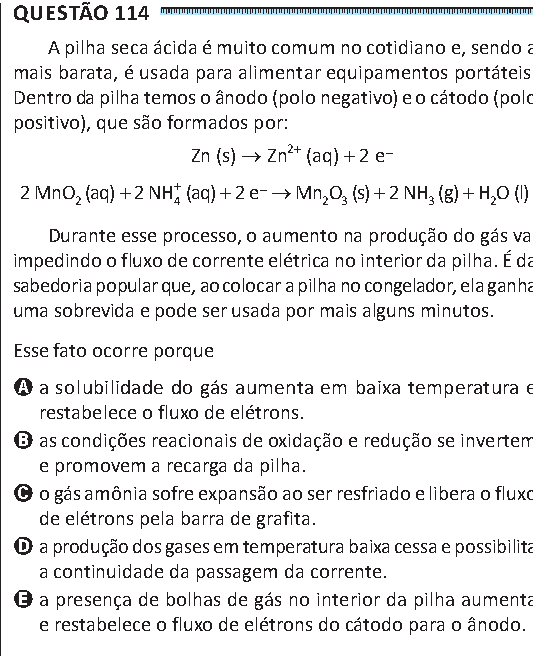 QUESTÃO 114
A pilha seca ácida é muito comum no cotidiano e, sendo a
mais barata, é usada para alimentar equipamentos portáteis
Dentro da pilha temos o ânodo (polo negativo) e o cátodo (polo
positivo), que são formados por:
Zn (s) → Zn²⁺ (aq) + 2 e⁻
2 MnO₂ (aq) + 2 NH₄⁺ (aq) + 2 e⁻ → Mn₂O₃ (s) + 2 NH₃ (g) + H₂O (l)
Durante esse processo, o aumento na produção do gás va
impedindo o fluxo de corrente elétrica no interior da pilha. É da
sabedoria popular que, ao colocar a pilha no congelador, ela ganha
uma sobrevida e pode ser usada por mais alguns minutos.
Esse fato ocorre porque
A a solubilidade do gás aumenta em baixa temperatura e
restabelece o fluxo de elétrons.
B as condições reacionais de oxidação e redução se invertem
e promovem a recarga da pilha.
C o gás amônia sofre expansão ao ser resfriado e libera o fluxo
de elétrons pela barra de grafita.
D a produção dos gases em temperatura baixa cessa e possibilita
a continuidade da passagem da corrente.
E a presença de bolhas de gás no interior da pilha aumenta
e restabelece o fluxo de elétrons do cátodo para o ânodo.